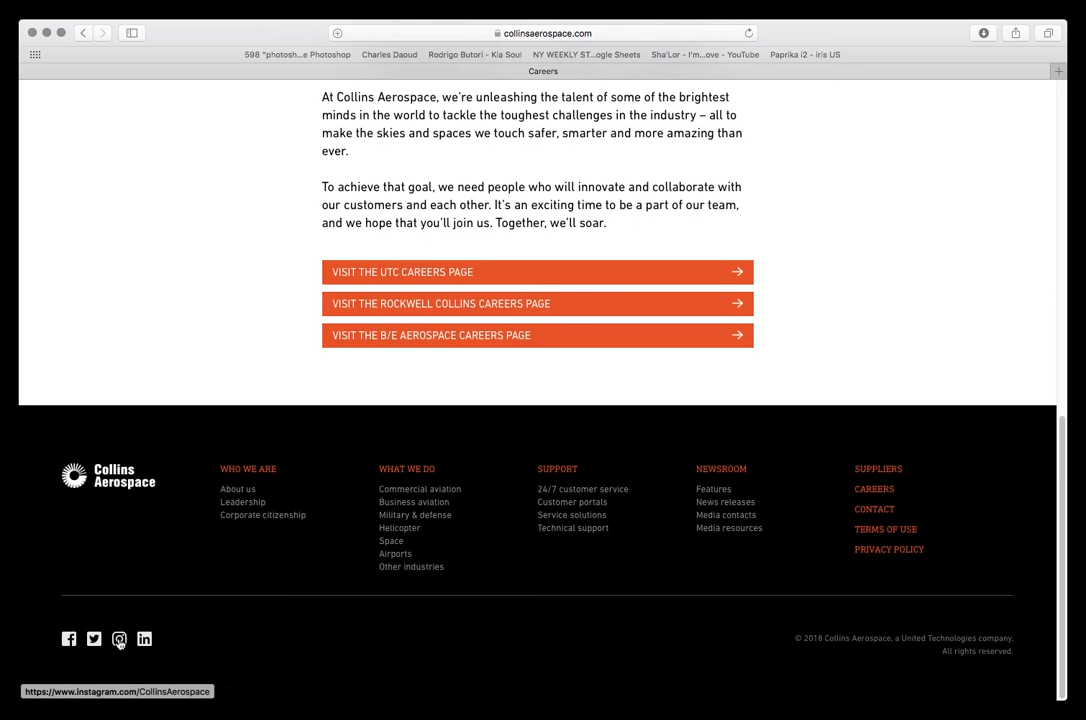 collinsaerospace.com
598 "photosh...e Photoshop
Charles Daoud
Rodrigo Butori - Kia Soul
NY WEEKLY ST...ogle Sheets
Sha'Lor - I'm...ove - YouTube
Paprika i2 - iris US
Careers
At Collins Aerospace, we're unleashing the talent of some of the brightest
minds in the world to tackle the toughest challenges in the industry – all to
make the skies and spaces we touch safer, smarter and more amazing than
ever.
To achieve that goal, we need people who will innovate and collaborate with
our customers and each other. It's an exciting time to be a part of our team,
and we hope that you'll join us. Together, we'll soar.
VISIT THE UTC CAREERS PAGE
VISIT THE ROCKWELL COLLINS CAREERS PAGE
VISIT THE B/E AEROSPACE CAREERS PAGE
Collins
Aerospace
WHO WE ARE
About us
Leadership
Corporate citizenship
WHAT WE DO
Commercial aviation
Business aviation
Military & defense
Helicopter
Space
Airports
Other industries
SUPPORT
24/7 customer service
Customer portals
Service solutions
Technical support
NEWSROOM
Features
News releases
Media contacts
Media resources
SUPPLIERS
CAREERS
CONTACT
TERMS OF USE
PRIVACY POLICY
© 2018 Collins Aerospace, a United Technologies company.
All rights reserved.
https://www.instagram.com/CollinsAerospace